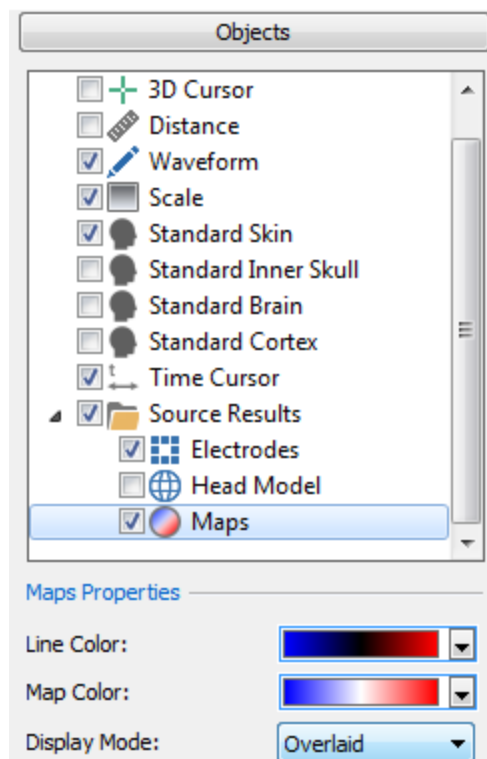 Objects
3D Cursor
Distance
Waveform
Scale
Standard Skin
Standard Inner Skull
Standard Brain
Standard Cortex
t Time Cursor
Source Results
Electrodes
Head Model
Maps
Maps Properties
Line Color:
Map Color:
Display Mode: Overlaid